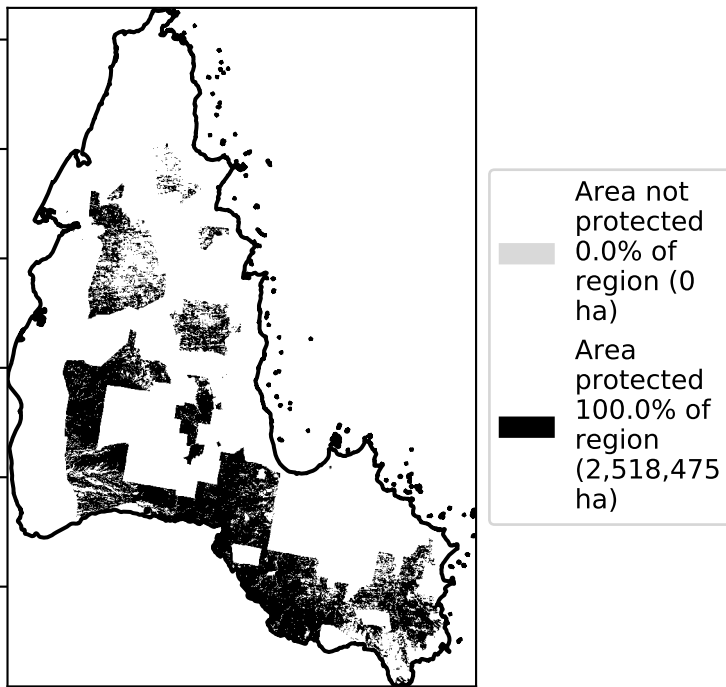 Area not
protected
0.0% of
region (0
ha)
Area
protected
100.0% of
region
(2,518,475
ha)